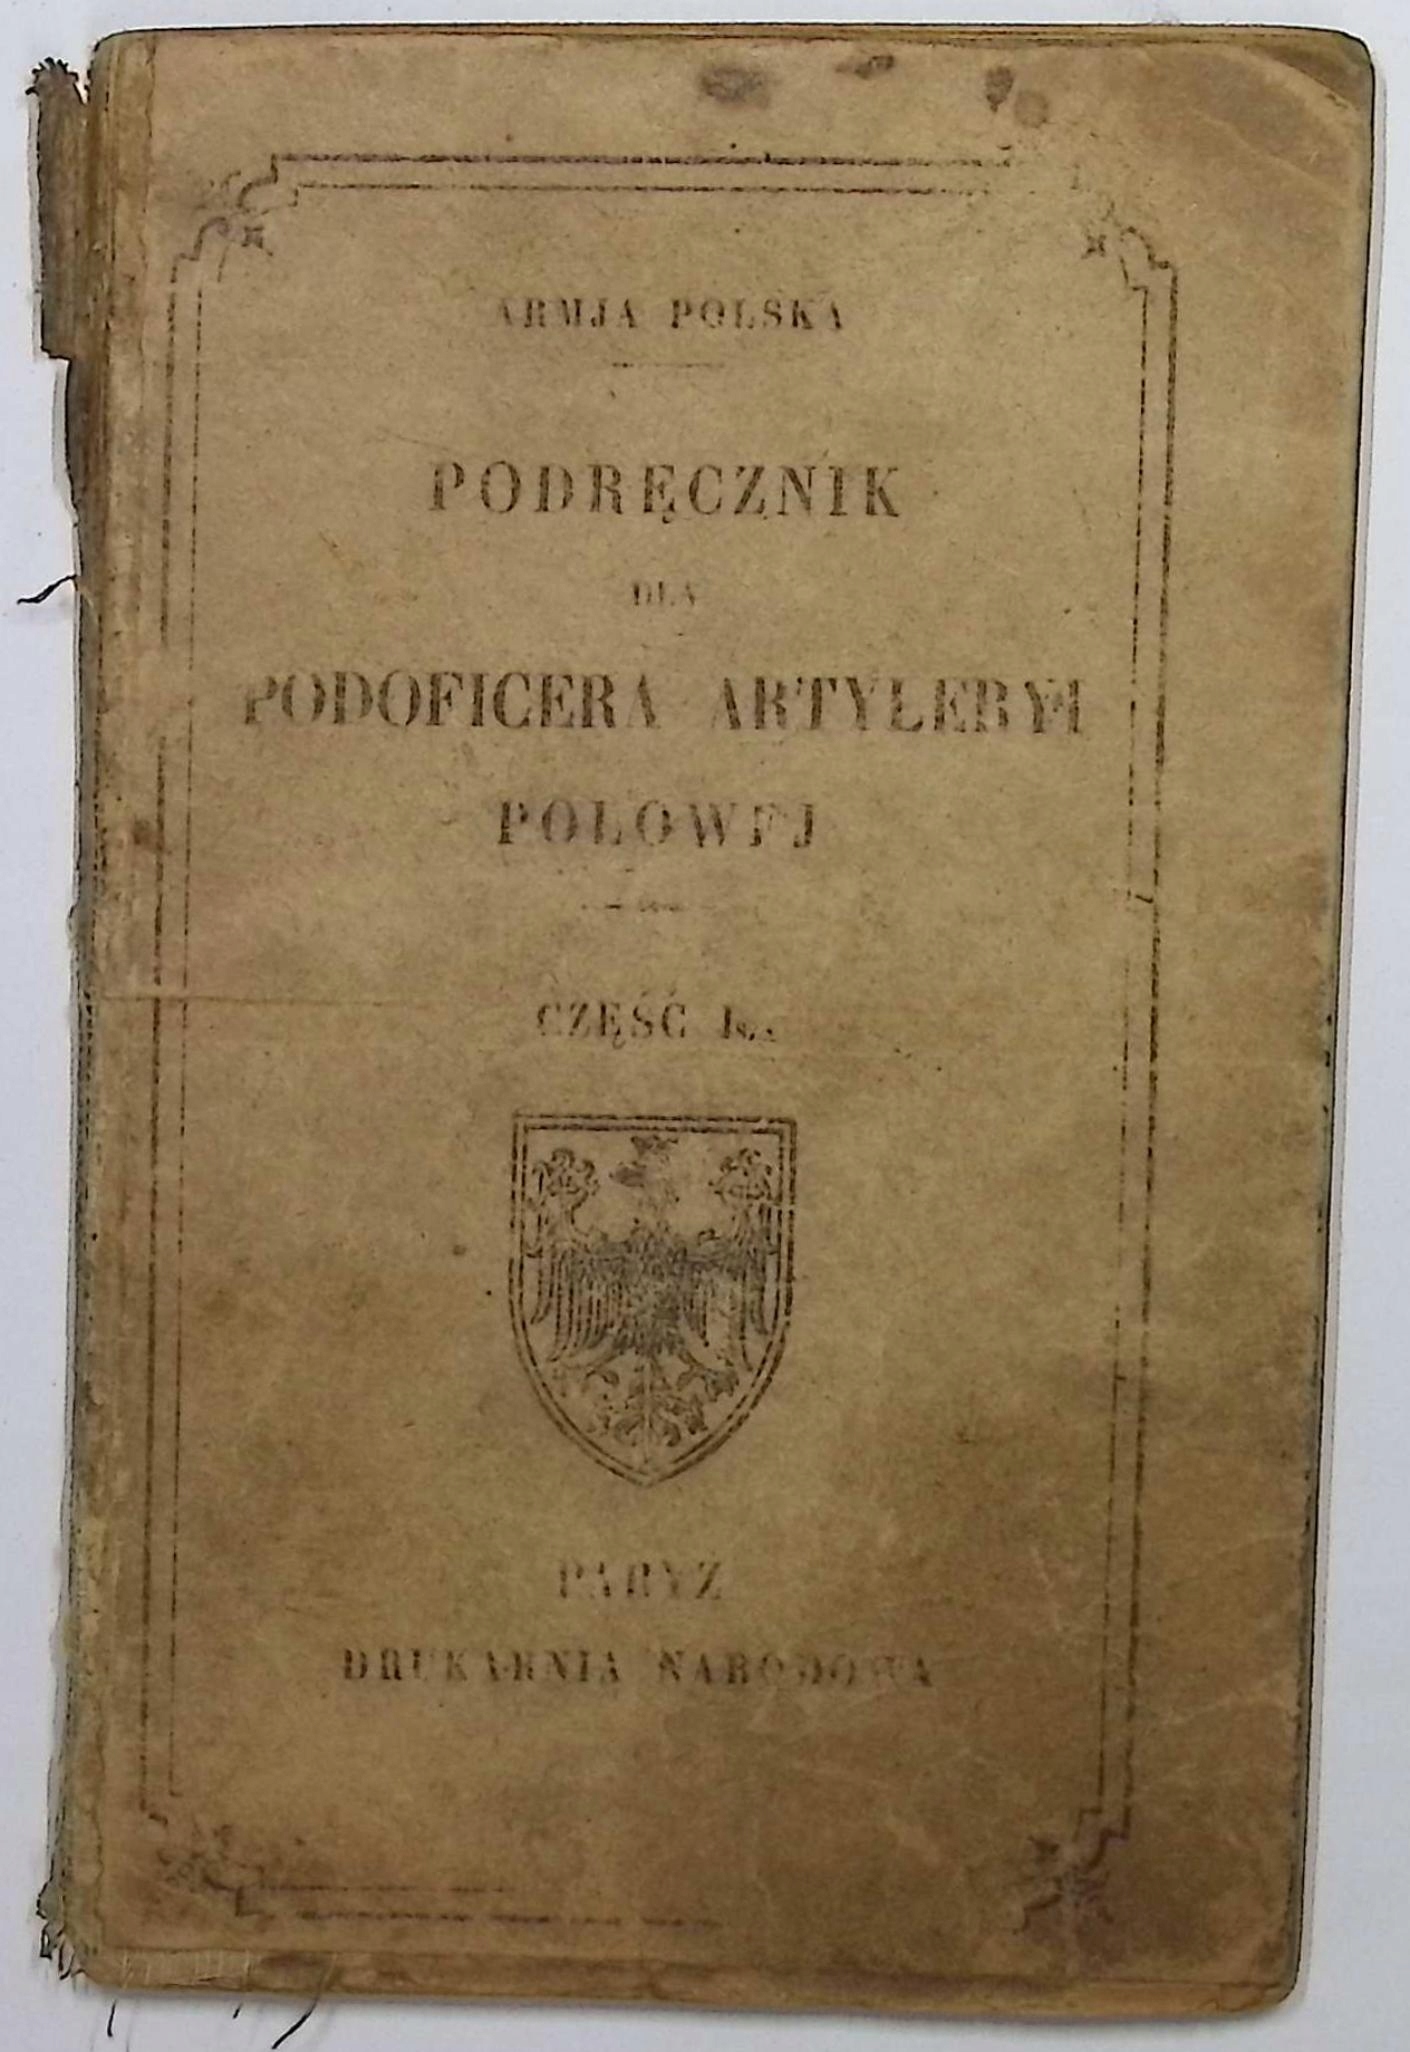 ARMJA POLSKA
PODRĘCZNIK
DLA
PODOFICERA ARTYLERYI
POLOWEJ
CZĘŚĆ
PARYŻ
DRUKARNIA NARODOWA